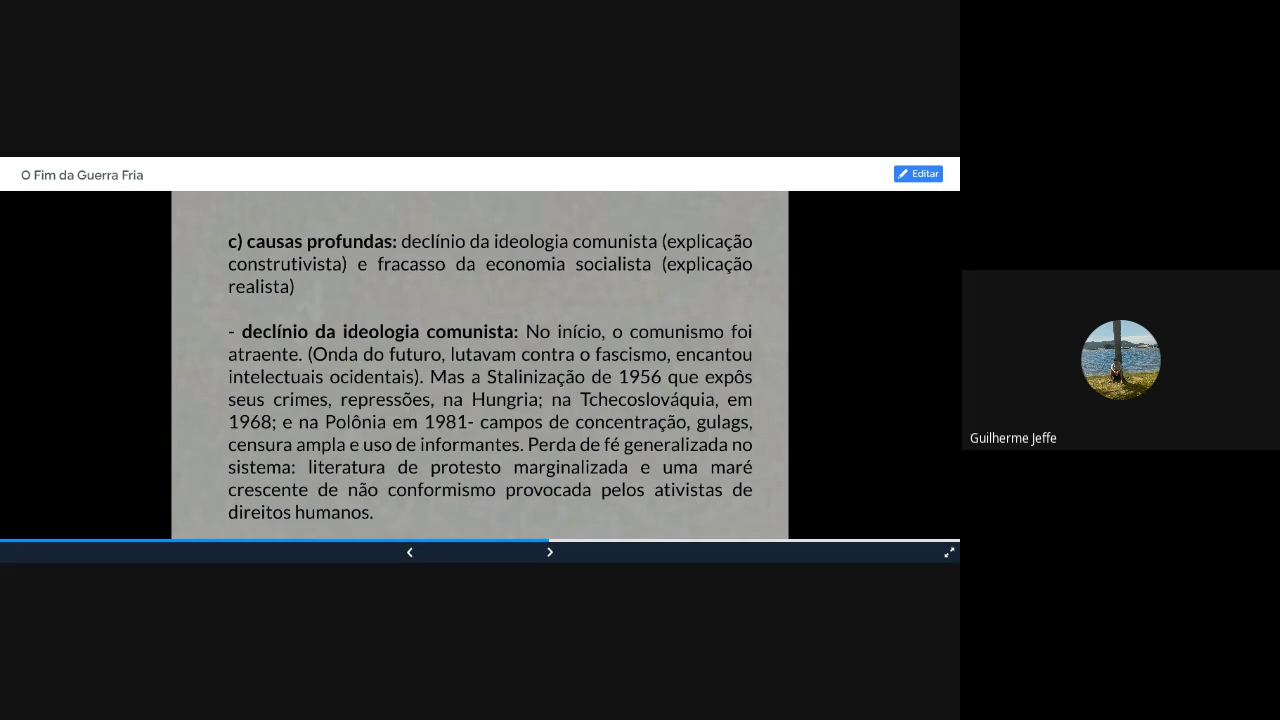 O Fim da Guerra Fria
Editar
c) causas profundas: declínio da ideologia comunista (explicação
construtivista) e fracasso da economia socialista (explicação
realista)
- declínio da ideologia comunista: No início, o comunismo foi
atraente. (Onda do futuro, lutavam contra o fascismo, encantou
intelectuais ocidentais). Mas a Stalinização de 1956 que expôs
seus crimes, repressões, na Hungria; na Tchecoslováquia, em
1968; e na Polônia em 1981- campos de concentração, gulags,
censura ampla e uso de informantes. Perda de fé generalizada no
sistema: literatura de protesto marginalizada e uma maré
crescente de não conformismo provocada pelos ativistas de
direitos humanos.
Guilherme Jeffe